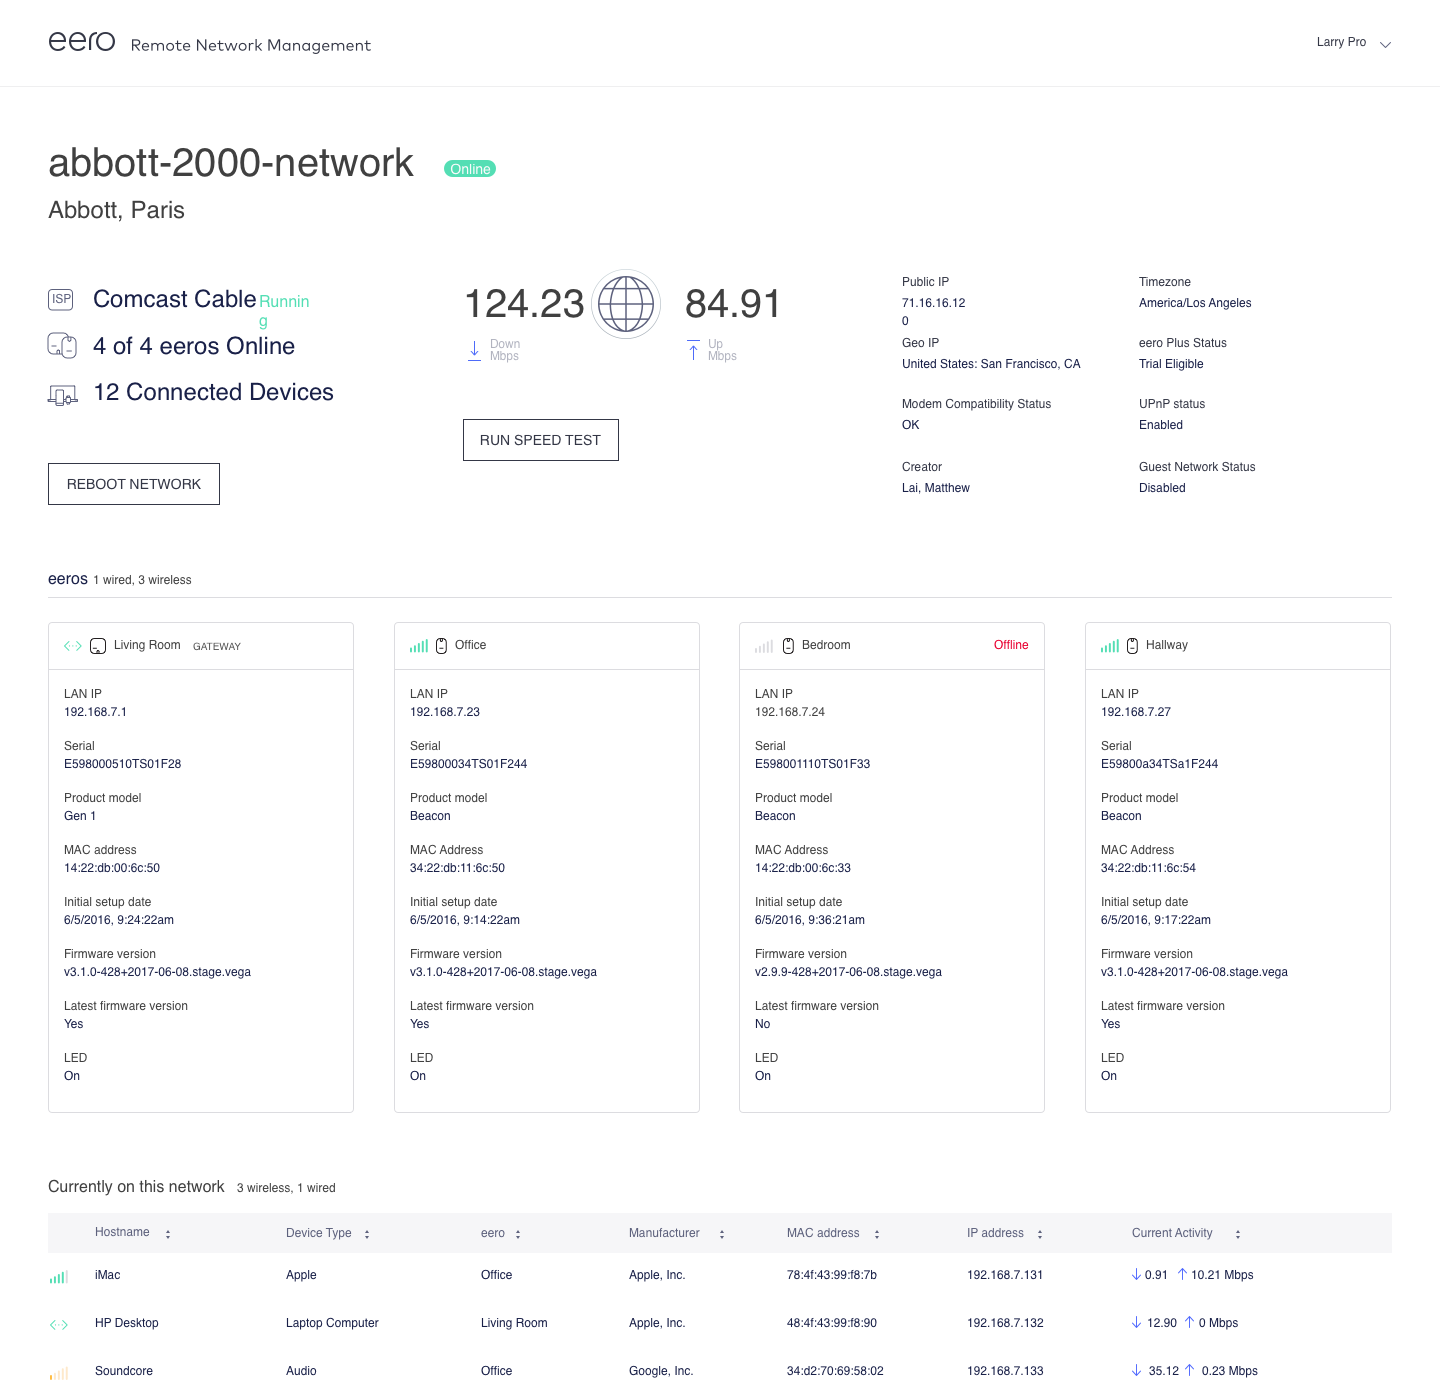 eero Remote Network Management
Larry Pro
abbott-2000-network Online
Abbott, Paris
ISP Comcast Cable Runnin
g
4 of 4 eeros Online
12 Connected Devices
REBOOT NETWORK
124.23 84.91
Down Up
Mbps Mbps
RUN SPEED TEST
Public IP Timezone
71.16.16.12 America/Los Angeles
0
Geo IP eero Plus Status
United States: San Francisco, CA Trial Eligible
Modem Compatibility Status UPnP status
OK Enabled
Creator Guest Network Status
Lai, Matthew Disabled
eeros 1 wired, 3 wireless
Living Room GATEWAY
LAN IP
192.168.7.1
Serial
E598000510TS01F28
Product model
Gen 1
MAC address
14:22:db:00:6c:50
Initial setup date
6/5/2016, 9:24:22am
Firmware version
v3.1.0-428+2017-06-08.stage.vega
Latest firmware version
Yes
LED
On
Office
LAN IP
192.168.7.23
Serial
E59800034TS01F244
Product model
Beacon
MAC Address
34:22:db:11:6c:50
Initial setup date
6/5/2016, 9:14:22am
Firmware version
v3.1.0-428+2017-06-08.stage.vega
Latest firmware version
Yes
LED
On
Bedroom Offline
LAN IP
192.168.7.24
Serial
E598001110TS01F33
Product model
Beacon
MAC Address
14:22:db:00:6c:33
Initial setup date
6/5/2016, 9:36:21am
Firmware version
v2.9.9-428+2017-06-08.stage.vega
Latest firmware version
No
LED
On
Hallway
LAN IP
192.168.7.27
Serial
E59800a34TSa1F244
Product model
Beacon
MAC Address
34:22:db:11:6c:54
Initial setup date
6/5/2016, 9:17:22am
Firmware version
v3.1.0-428+2017-06-08.stage.vega
Latest firmware version
Yes
LED
On
Currently on this network 3 wireless, 1 wired
Hostname Device Type eero Manufacturer MAC address IP address Current Activity
iMac Apple Office Apple, Inc. 78:4f:43:99:f8:7b 192.168.7.131 0.91 10.21 Mbps
HP Desktop Laptop Computer Living Room Apple, Inc. 48:4f:43:99:f8:90 192.168.7.132 12.90 0 Mbps
Soundcore Audio Office Google, Inc. 34:d2:70:69:58:02 192.168.7.133 35.12 0.23 Mbps